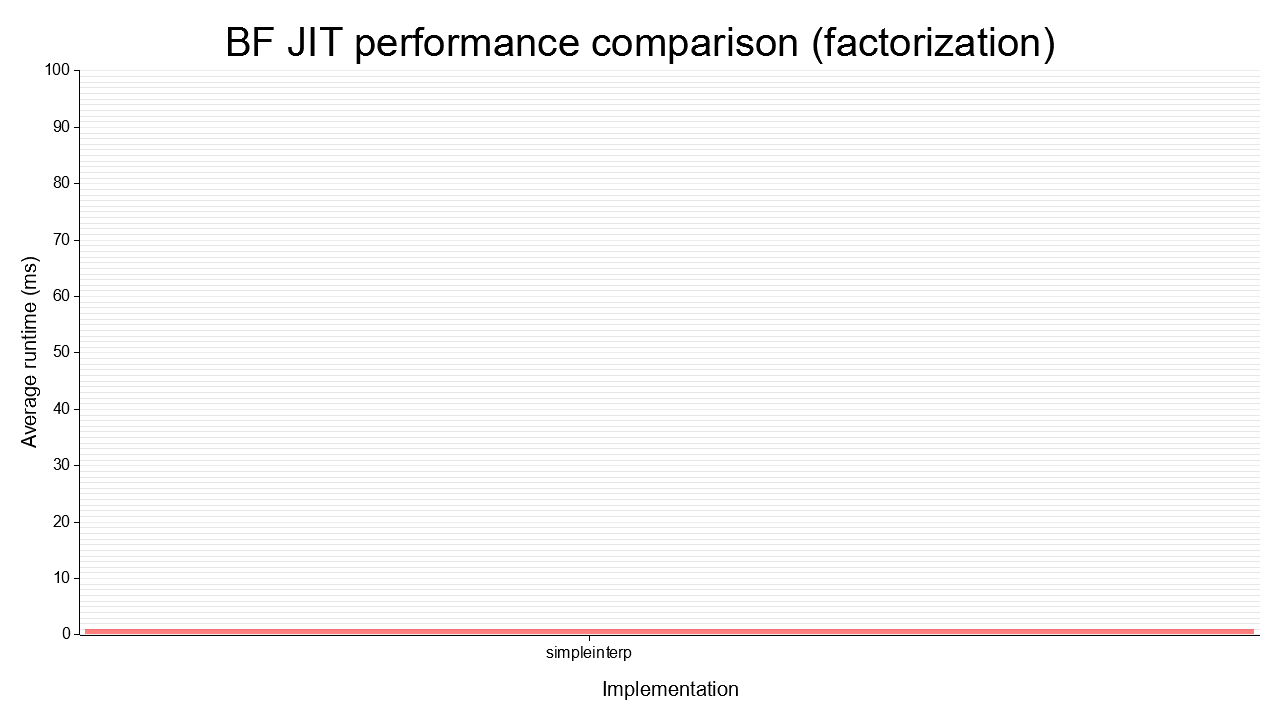 BF JIT performance comparison (factorization)
100
90
80
70
60
50
40
30
20
10
0
Average runtime (ms)
simpleinterp
Implementation